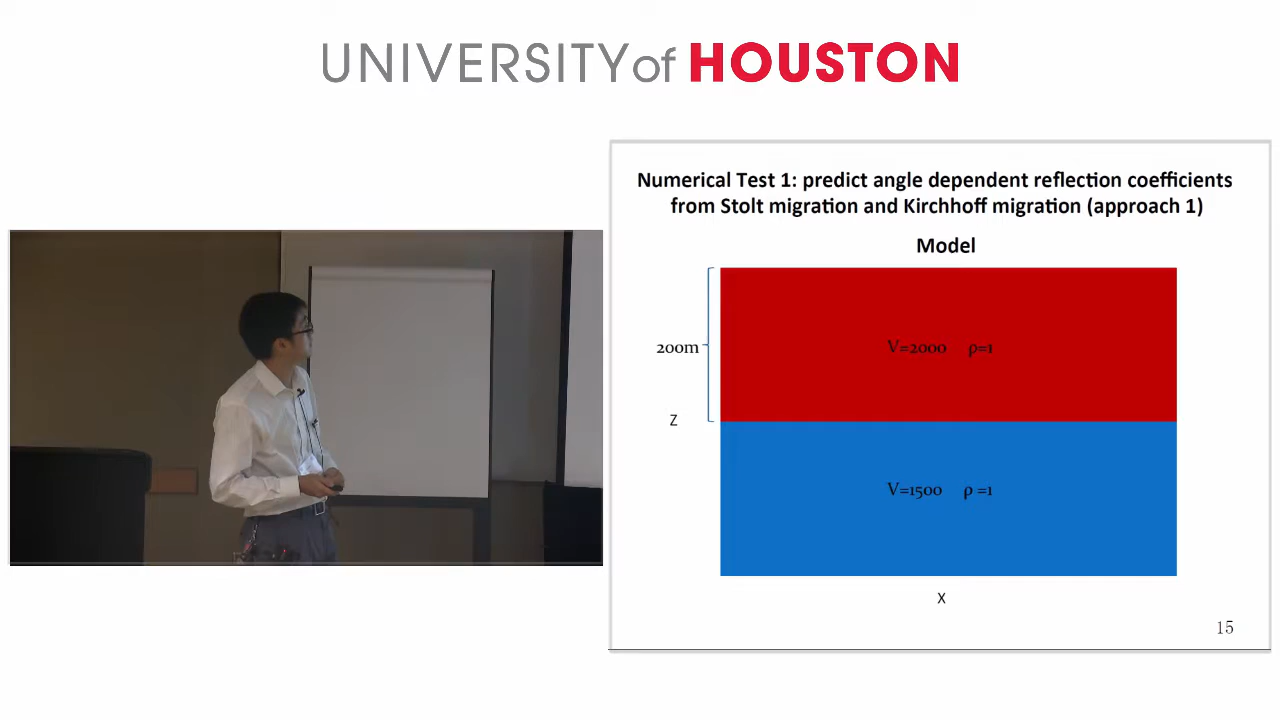 UNIVERSITY of HOUSTON
Numerical Test 1: predict angle dependent reflection coefficients
from Stolt migration and Kirchhoff migration (approach 1)
Model
200m
V=2000 ρ=1
Z
V=1500 ρ =1
X
15